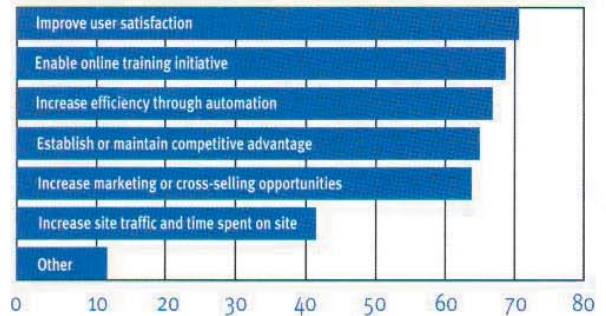 Improve user satisfaction
Enable online training initiative
Increase efficiency through automation
Establish or maintain competitive advantage
Increase marketing or cross-selling opportunities
Increase site traffic and time spent on site
Other
0 10 20 30 40 50 60 70 80